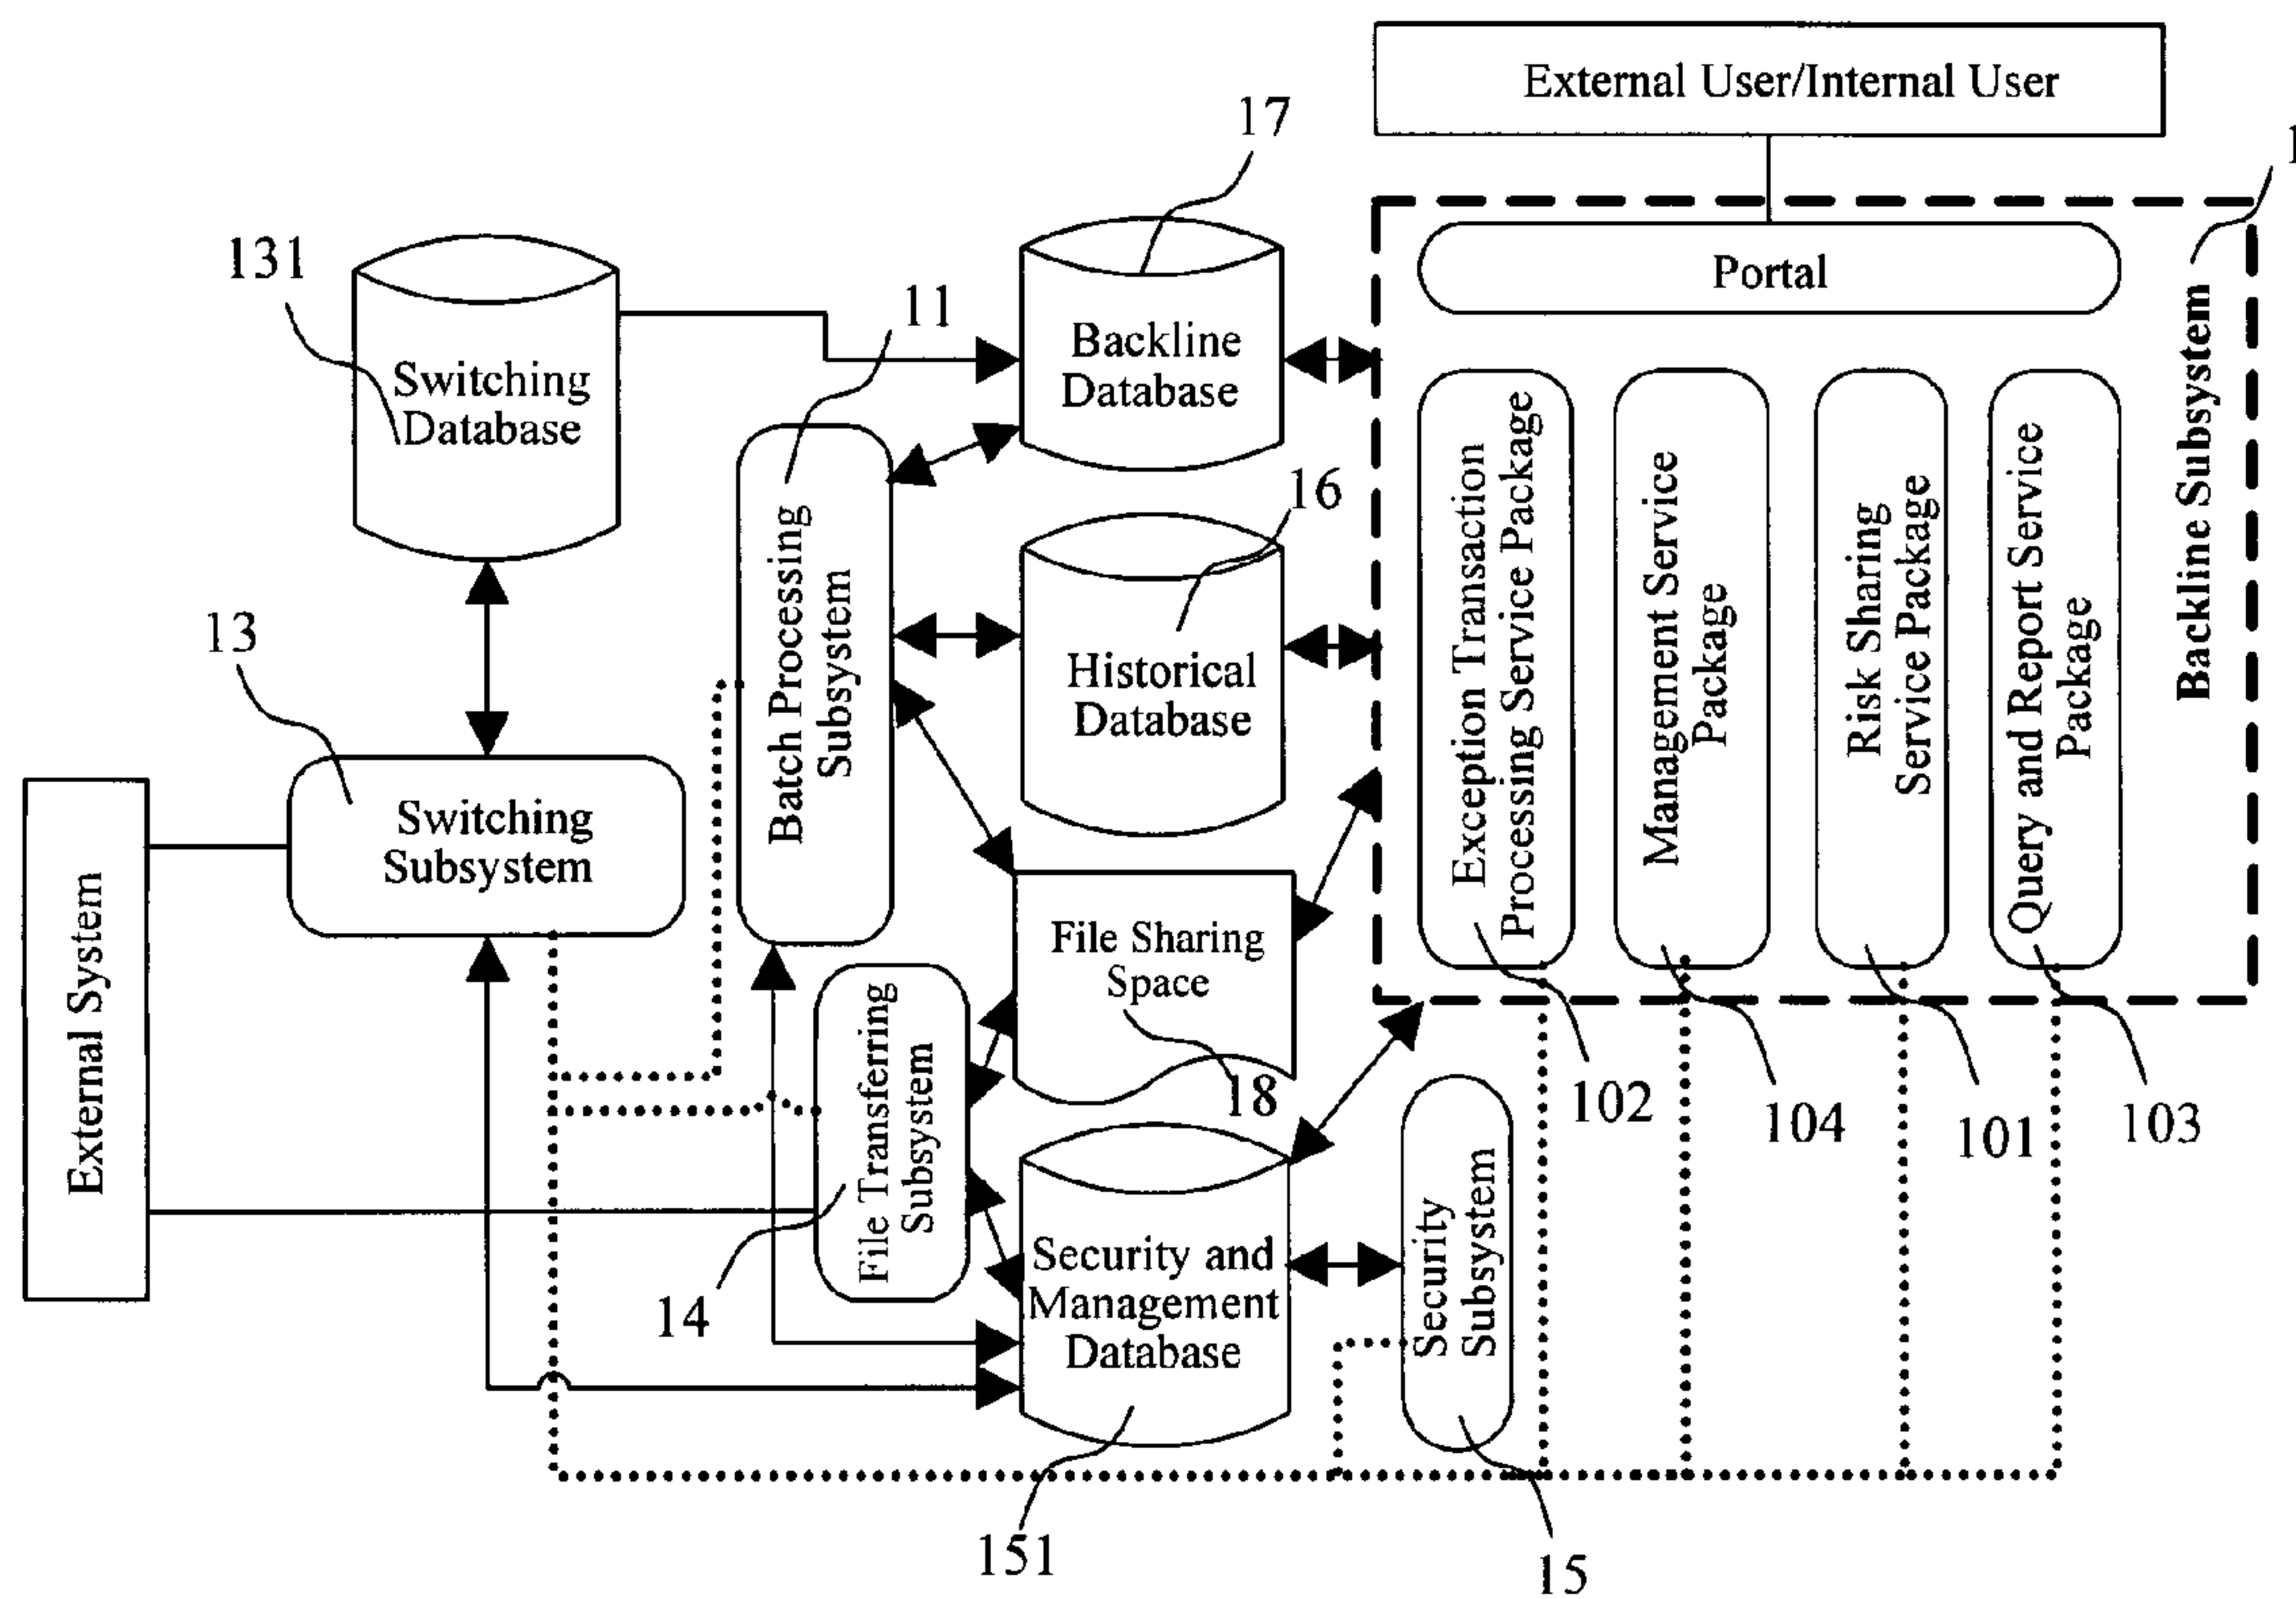 External User/Internal User
17
1
131
11
Portal
Backline
Database
Switching
Database
Backline Subsystem
16
Exception Transaction
Processing Service Package
Management Service
Package
Risk Sharing
Service Package
Query and Report Service
Package
Batch Processing
Subsystem
13
Historical
Database
Switching
Subsystem
External System
File Sharing
Space
File Transferring
Subsystem
18
102
104
101
103
Security
Subsystem
14
Security and
Management
Database
151
15